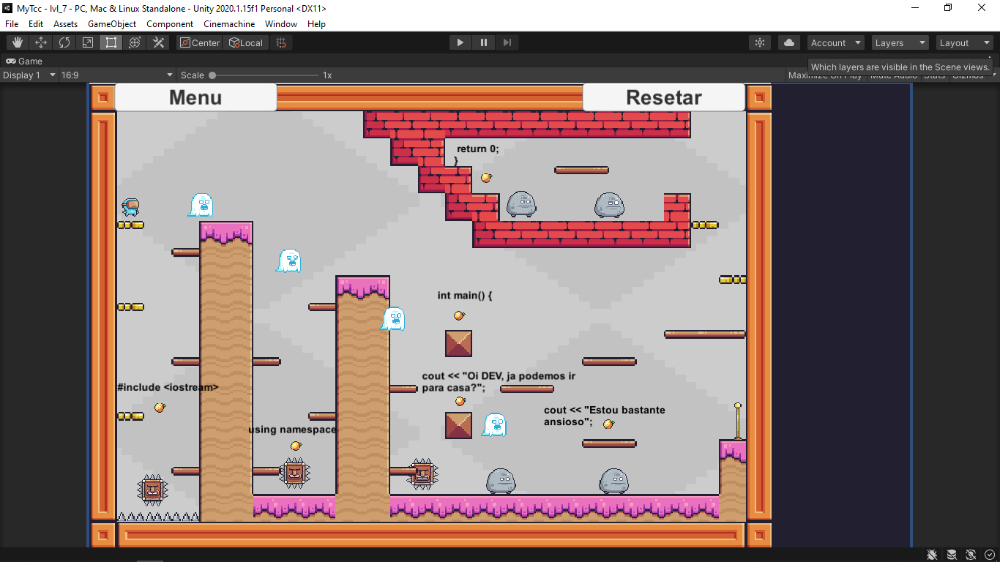 MyTcc - lvl_7 - PC, Mac & Linux Standalone - Unity 2020.1.15f1 Personal <DX11>
File Edit Assets GameObject Component Cinemachine Window Help
Center Local Account Layers Layout
Game
Which layers are visible in the Scene views.
Display 1 16:9 Scale 1x Maximize On Play Mute Audio Stats Gizmos
Menu Resetar
return 0;
}
int main() {
cout << "Oi DEV, ja podemos ir
para casa?";
#include <iostream>
cout << "Estou bastante
ansioso";
using namespace